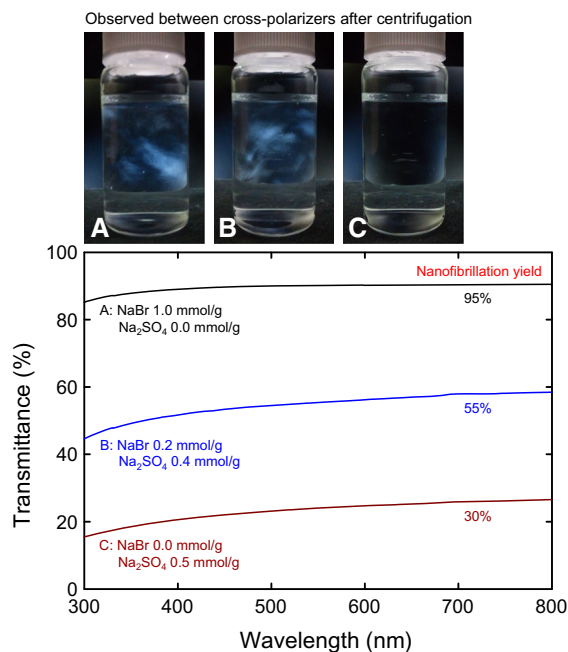 Observed between cross-polarizers after centrifugation
A
B
C
100
80
60
40
20
0
Transmittance (%)
Nanofibrillation yield
95%
A: NaBr 1.0 mmol/g
Na₂SO₄ 0.0 mmol/g
55%
B: NaBr 0.2 mmol/g
Na₂SO₄ 0.4 mmol/g
30%
C: NaBr 0.0 mmol/g
Na₂SO₄ 0.5 mmol/g
300 400 500 600 700 800
Wavelength (nm)